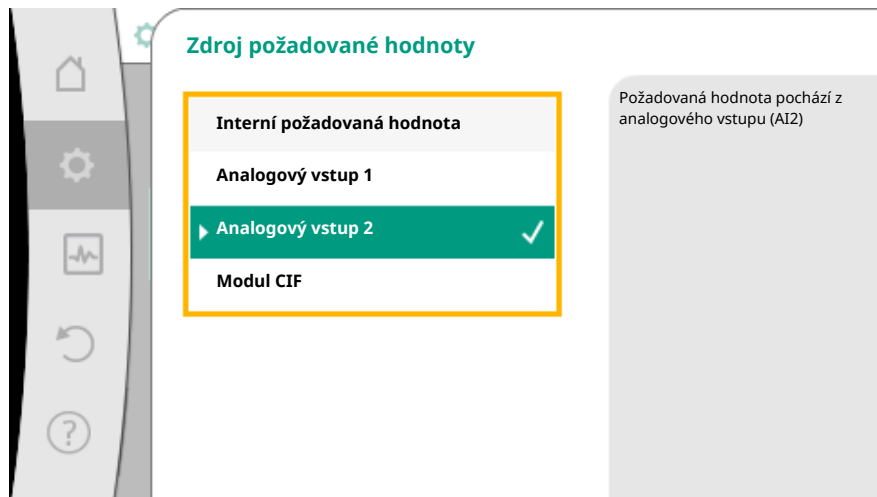 Zdroj požadované hodnoty
Interní požadovaná hodnota
Analogový vstup 1
Analogový vstup 2
Modul CIF
Požadovaná hodnota pochází z
analogového vstupu (AI2)
?